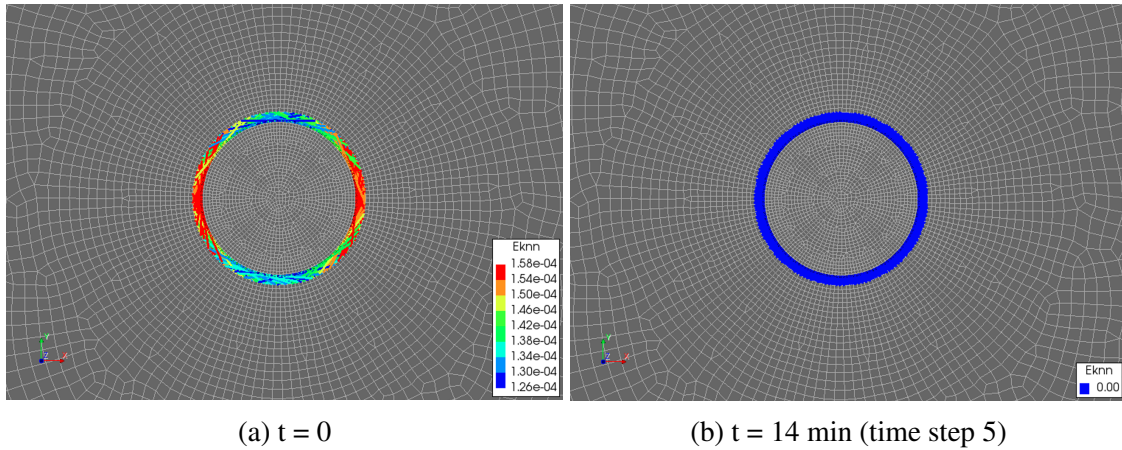 Eknn
1.58e-04
1.54e-04
1.50e-04
1.46e-04
1.42e-04
1.38e-04
1.34e-04
1.30e-04
1.26e-04
Y
Z
X
Eknn
0.00
Y
Z
X
(a) t = 0
(b) t = 14 min (time step 5)